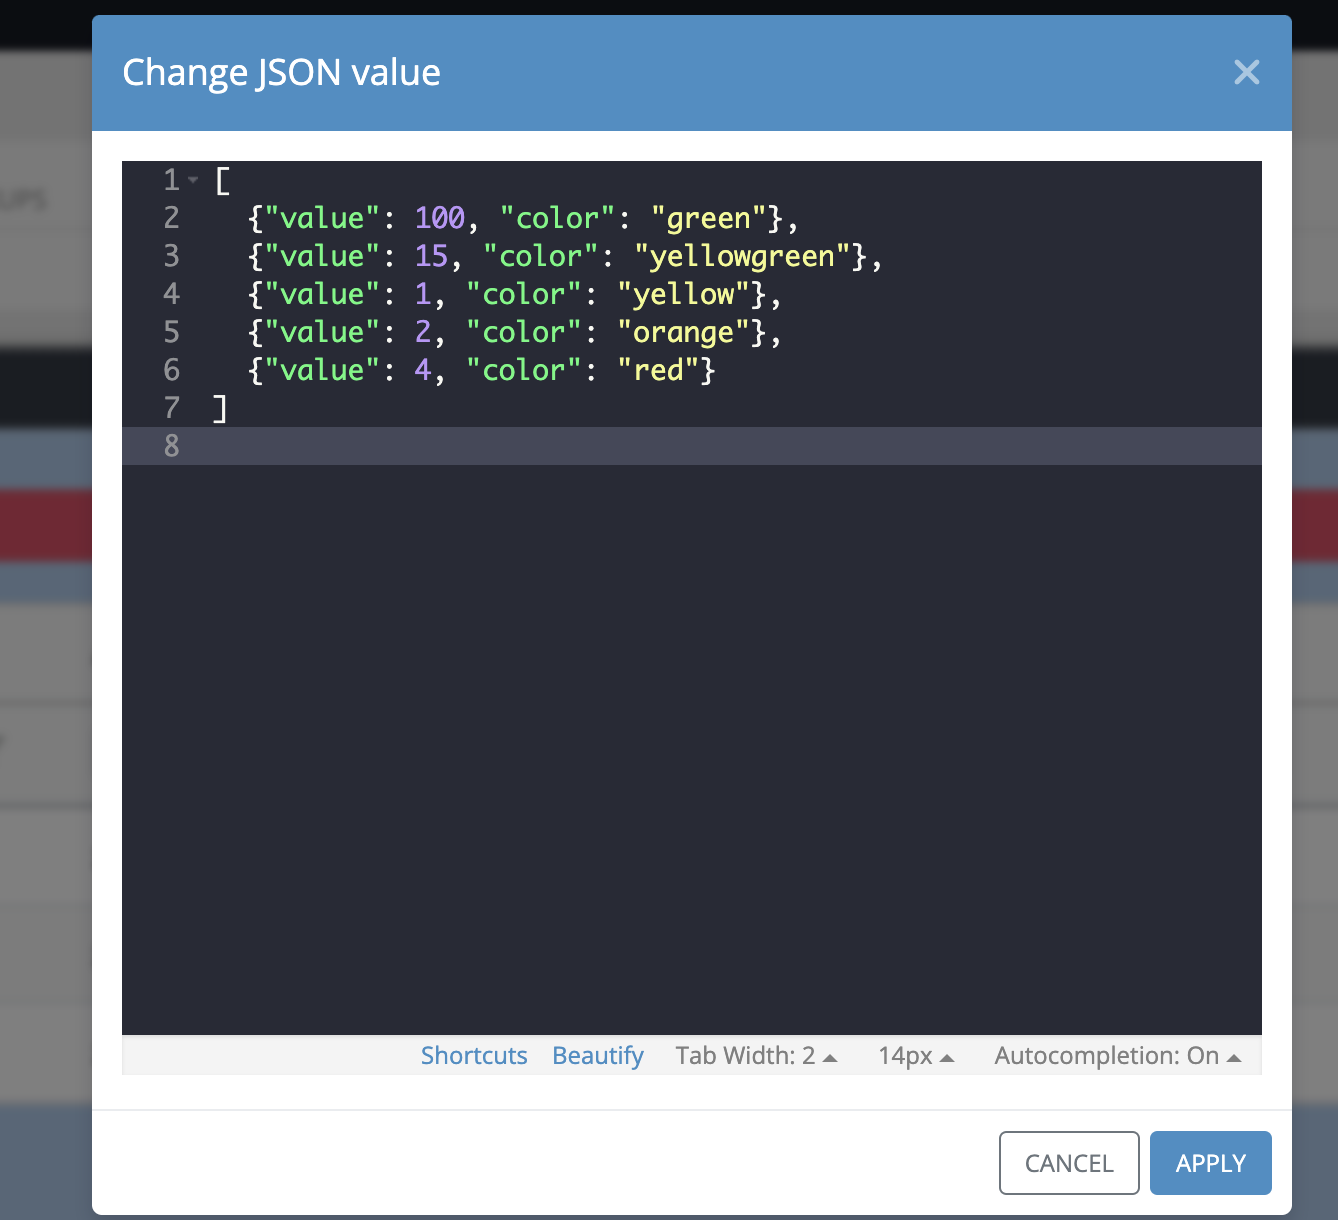 Change JSON value
UPS
1 [
2 {"value": 100, "color": "green"},
3 {"value": 15, "color": "yellowgreen"},
4 {"value": 1, "color": "yellow"},
5 {"value": 2, "color": "orange"},
6 {"value": 4, "color": "red"}
7 ]
8
Shortcuts Beautify Tab Width: 2 14px Autocompletion: On
CANCEL APPLY